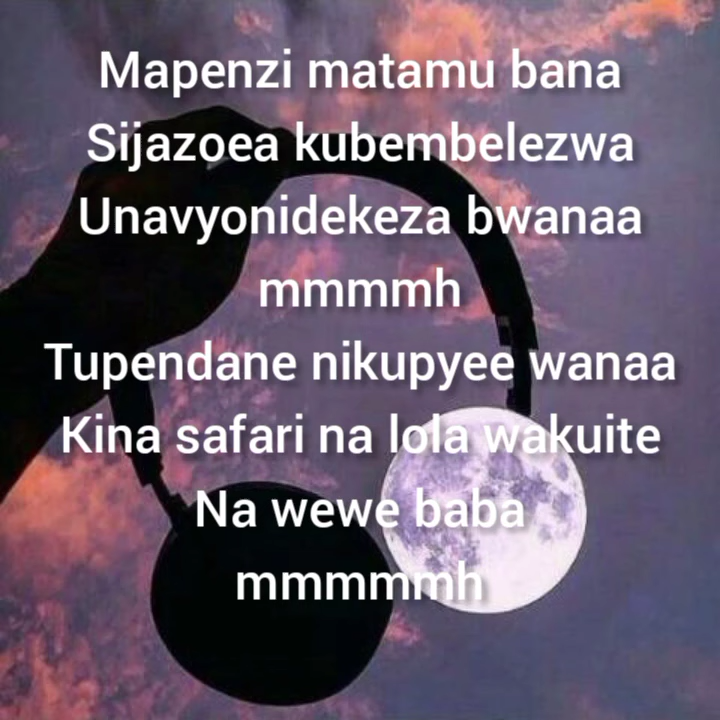 Mapenzi matamu bana
Sijazoea kubembelezwa
Unavyonidekeza bwanaa
mmmmh
Tupendane nikupyee wanaa
Kina safari na lola wakuite
Na wewe baba
mmmmmh